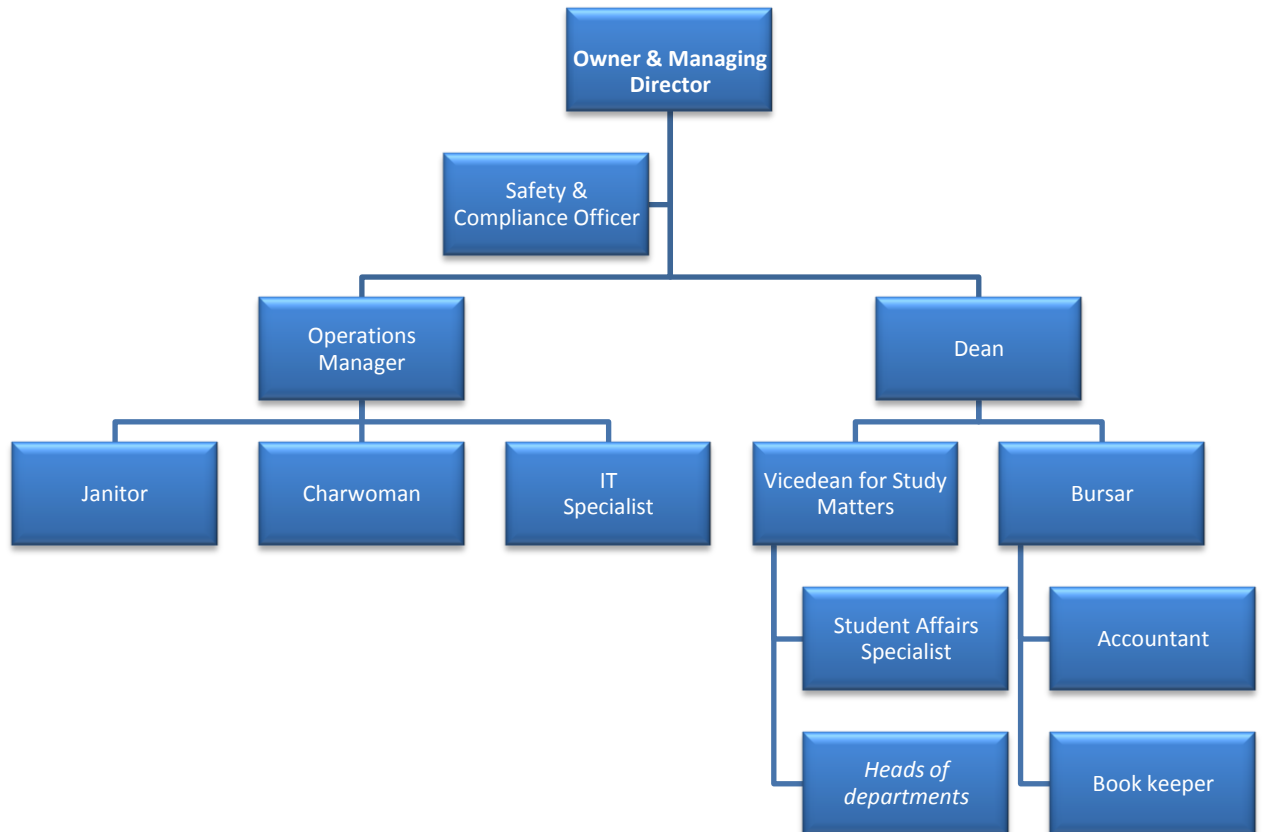 Owner & Managing
Director
Safety &
Compliance Officer
Operations
Manager
Dean
Janitor
Charwoman
IT
Specialist
Vicedean for Study
Matters
Bursar
Student Affairs
Specialist
Accountant
Heads of
departments
Book keeper